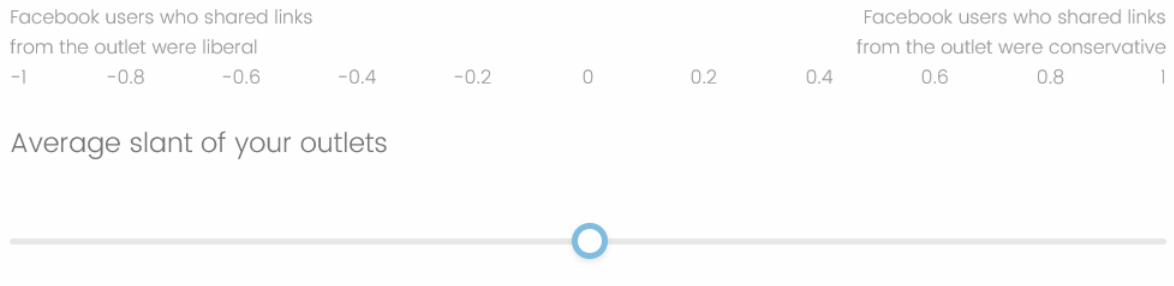 Facebook users who shared links
from the outlet were liberal
Facebook users who shared links
from the outlet were conservative
-1 -0.8 -0.6 -0.4 -0.2 0 0.2 0.4 0.6 0.8 1
Average slant of your outlets